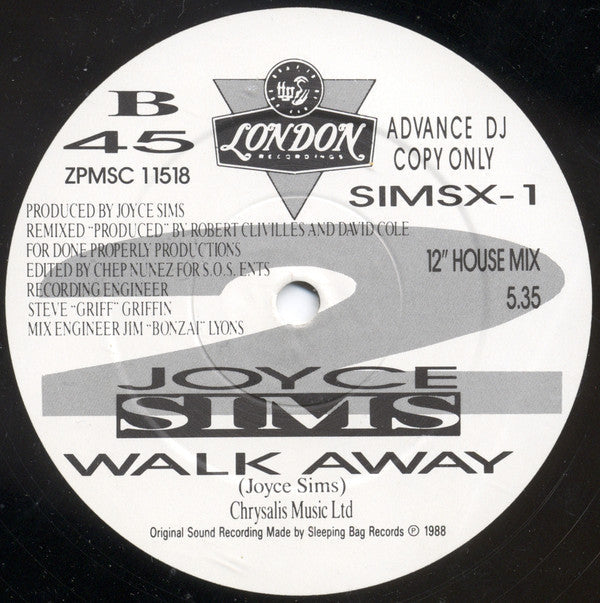 B
45
ZPMSC 11518
LONDON
RECORDINGS
ADVANCE DJ
COPY ONLY
SIMSX-1
PRODUCED BY JOYCE SIMS
REMIXED "PRODUCED" BY ROBERT CLIVILLES AND DAVID COLE
FOR DONE PROPERLY PRODUCTIONS
EDITED BY CHEP NUNEZ FOR S.O.S. ENTS
RECORDING ENGINEER
STEVE "GRIFF" GRIFFIN
MIX ENGINEER JIM "BONZAI" LYONS
12" HOUSE MIX
5.35
2
JOYCE
SIMS
WALK AWAY
(Joyce Sims)
Chrysalis Music Ltd
Original Sound Recording Made by Sleeping Bag Records ℗ 1988